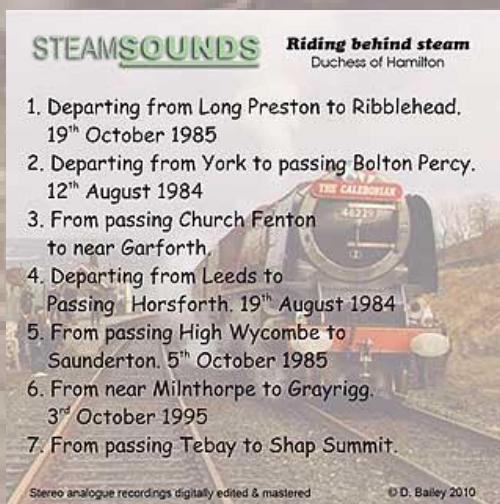 STEAMSOUNDS
Riding behind steam
Duchess of Hamilton
1. Departing from Long Preston to Ribblehead.
19th October 1985
2. Departing from York to passing Bolton Percy.
12th August 1984
3. From passing Church Fenton
to near Garforth.
4. Departing from Leeds to
Passing Horsforth. 19th August 1984
5. From passing High Wycombe to
Saunderton. 5th October 1985
6. From near Milnthorpe to Grayrigg.
3rd October 1995
7. From passing Tebay to Shap Summit.
THE CALEDONIAN
46229
Stereo analogue recordings digitally edited & mastered
© D. Bailey 2010